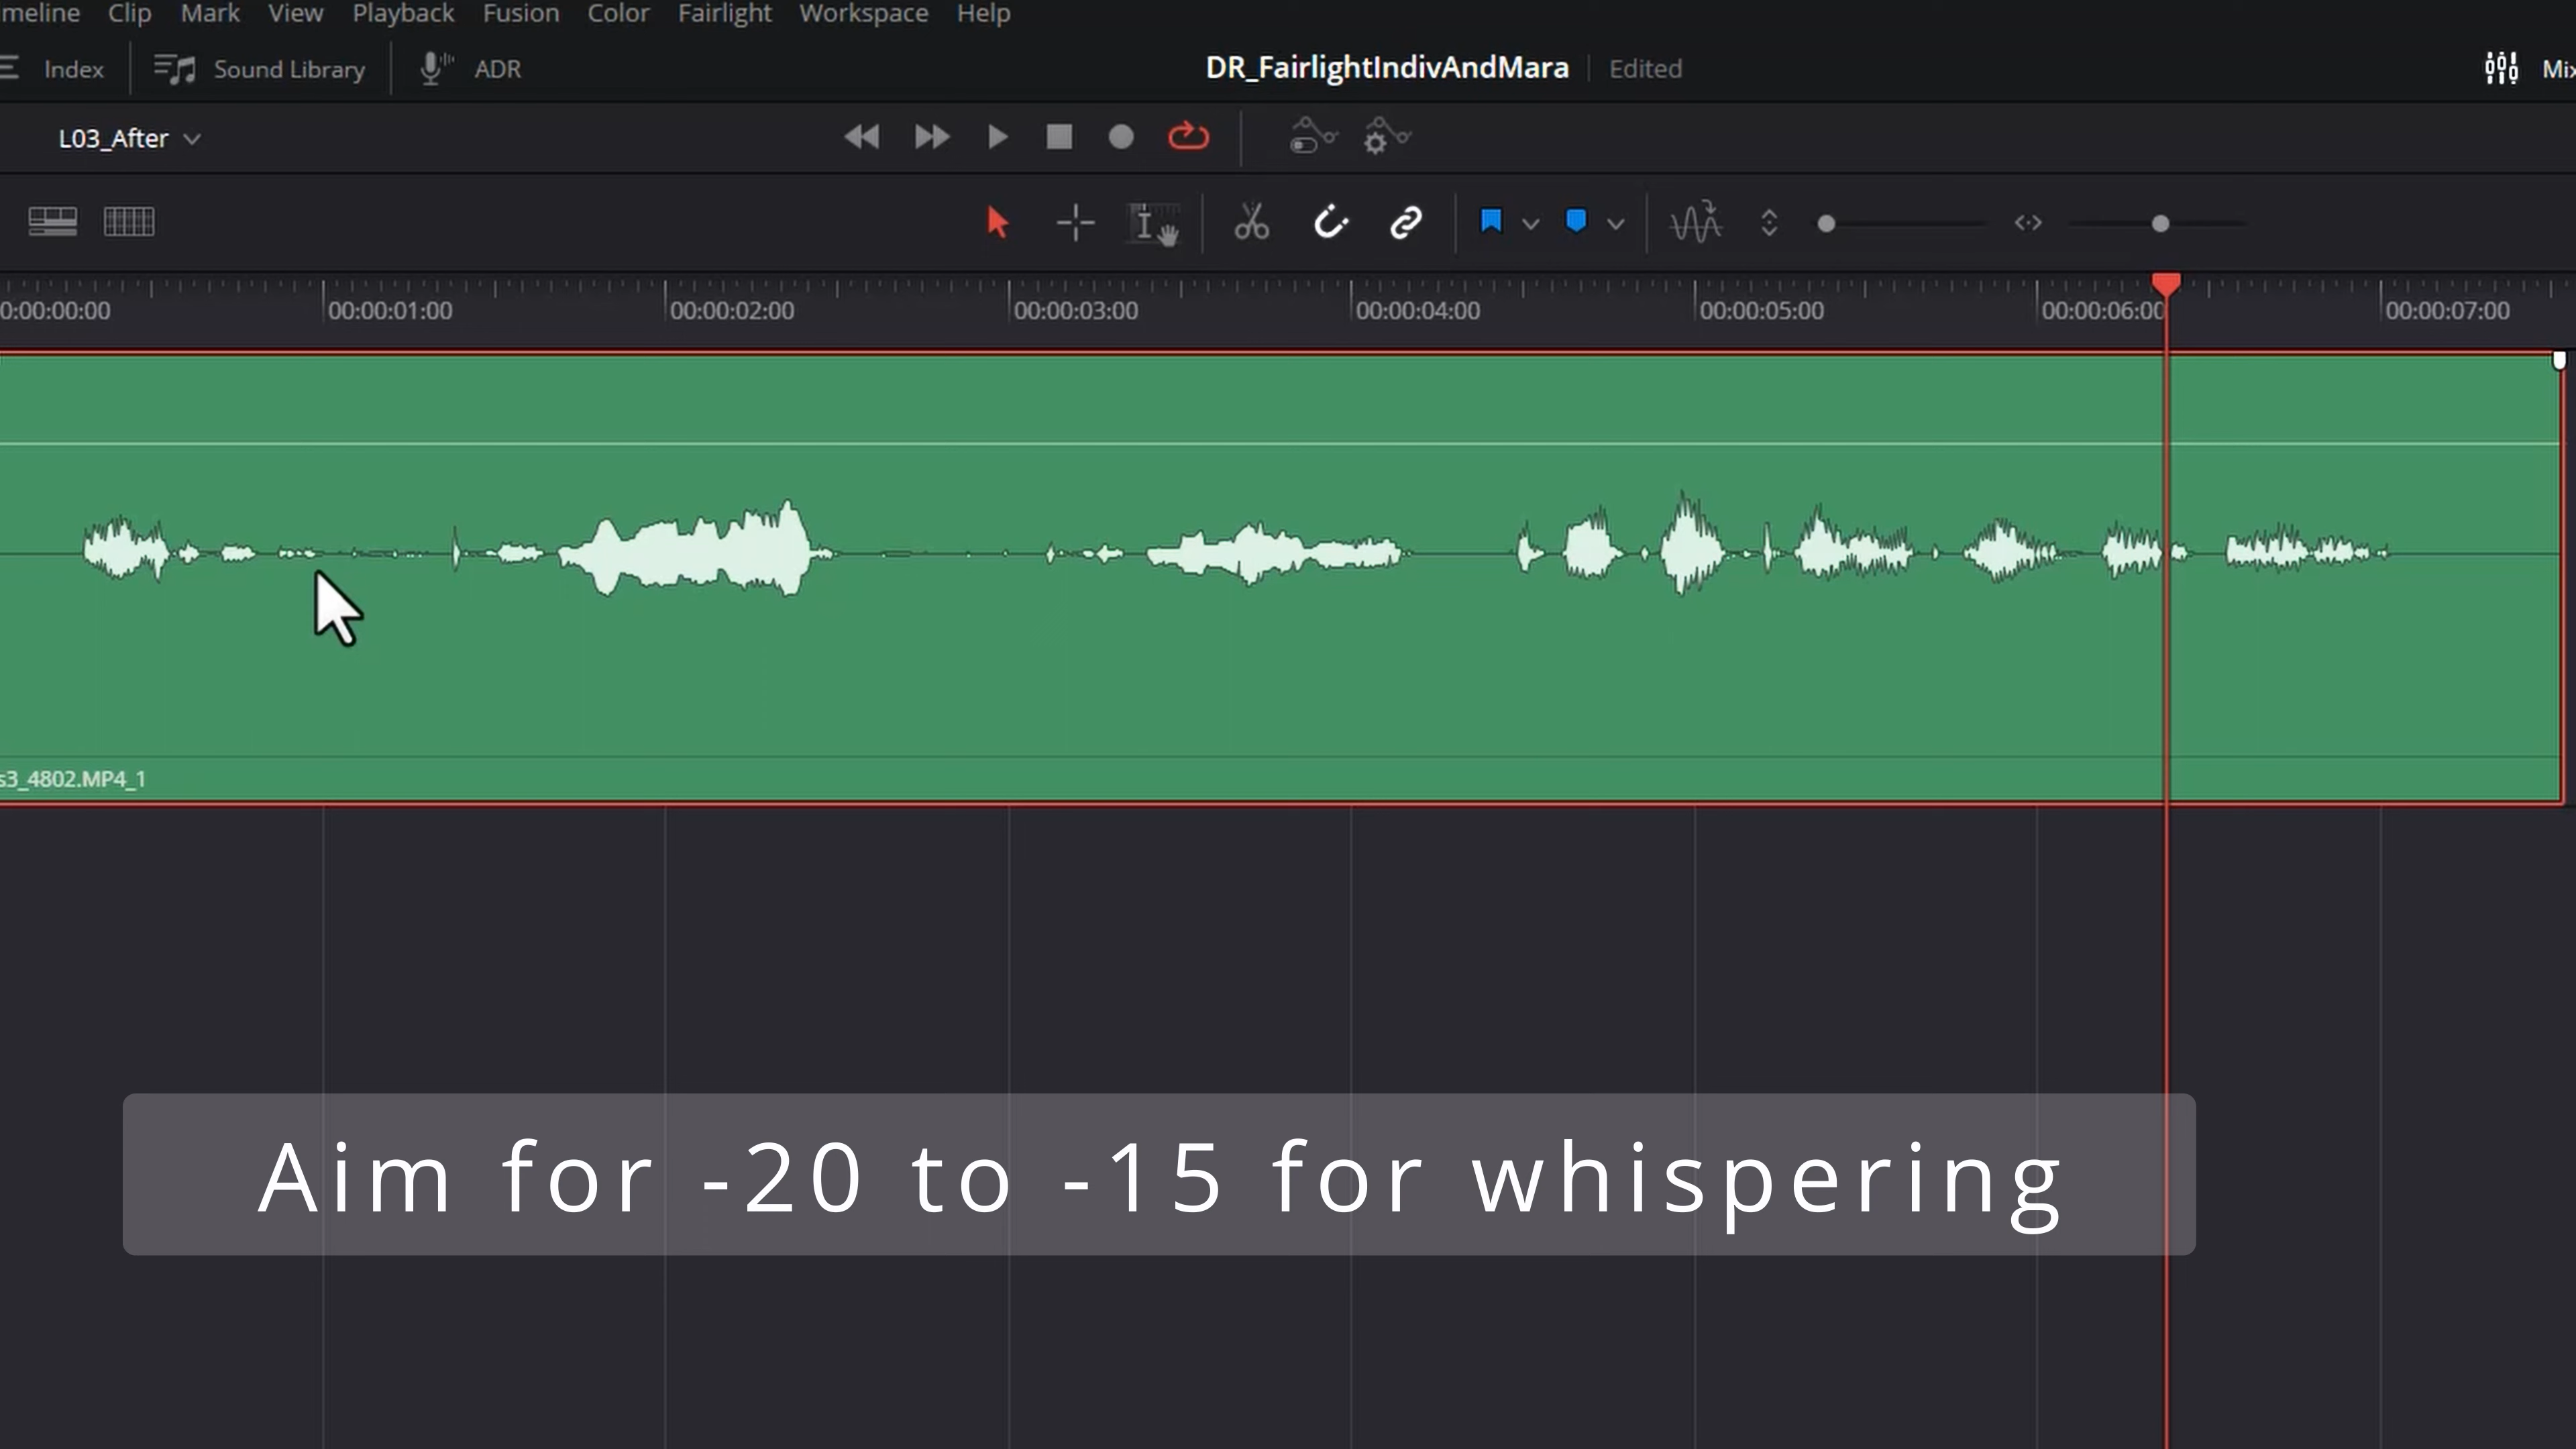 meline Clip Mark View Playback Fusion Color Fairlight Workspace Help
Index Sound Library ADR DR_FairlightIndivAndMara Edited Mix
L03_After
0:00:00:00 00:00:01:00 00:00:02:00 00:00:03:00 00:00:04:00 00:00:05:00 00:00:06:00 00:00:07:00
s3_4802.MP4_1
Aim for -20 to -15 for whispering